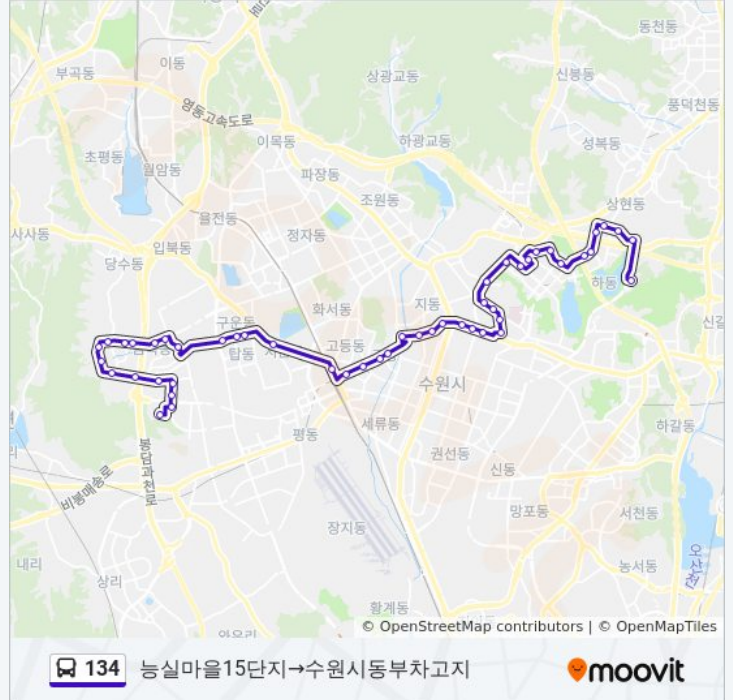 동천동
부곡동
이동
상광교동
신봉동
풍덕천동
영동고속도로
이목동
하광교동
성복동
초평동
월암동
파장동
조원동
상현동
사사동
율전동
입북동
정자동
당수동
하동
화서동
지동
구운동
신갈
탑동
고등동
수원시
평동
세류동
하갈동
봉담과천로
권선동
신동
비봉매송로
장지동
망포동
서천동
내리
오산천
농서동
상리
황계동
© OpenStreetMap contributors | © OpenMapTiles
134 능실마을15단지→수원시동부차고지
moovit